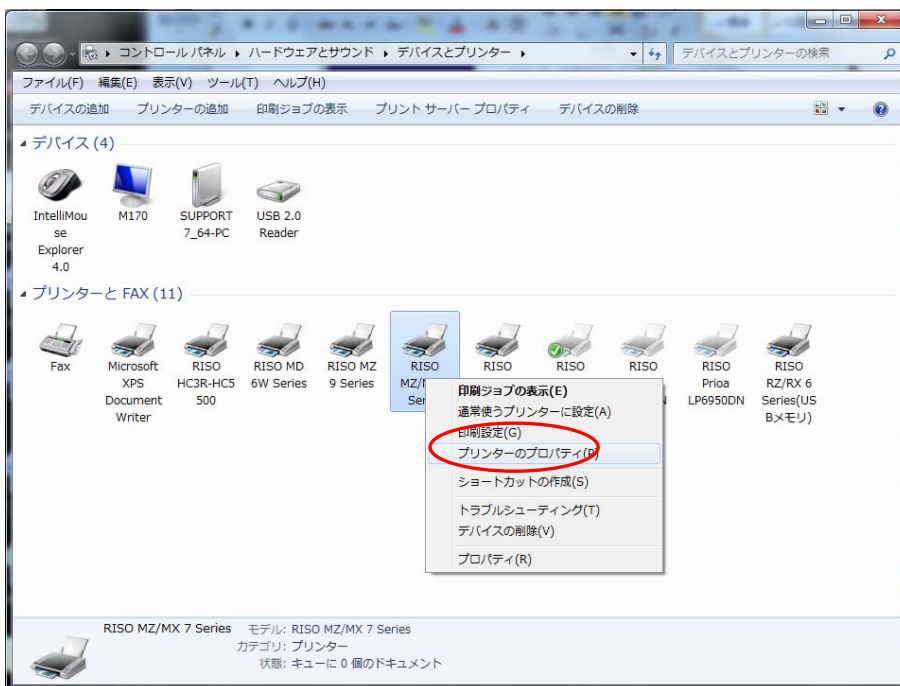 コントロール パネル ▸ ハードウェアとサウンド ▸ デバイスとプリンター ▸
デバイスとプリンターの検索
ファイル(F) 編集(E) 表示(V) ツール(T) ヘルプ(H)
デバイスの追加 プリンターの追加 印刷ジョブの表示 プリント サーバー プロパティ デバイスの削除
デバイス (4)
IntelliMou
se
Explorer
4.0
M170
SUPPORT
7_64-PC
USB 2.0
Reader
プリンターと FAX (11)
Fax
Microsoft
XPS
Document
Writer
RISO
HC3R-HC5
500
RISO MD
6W Series
RISO MZ
9 Series
RISO
RISO
RISO
RISO
RISO
Prioa
LP6950DN
RISO
RZ/RX 6
Series(US
Bメモリ)
印刷ジョブの表示(E)
通常使うプリンターに設定(A)
印刷設定(G)
プリンターのプロパティ(P)
ショートカットの作成(S)
トラブルシューティング(T)
デバイスの削除(V)
プロパティ(R)
RISO MZ/MX 7 Series モデル: RISO MZ/MX 7 Series
カテゴリ: プリンター
状態: キューに 0 個のドキュメント